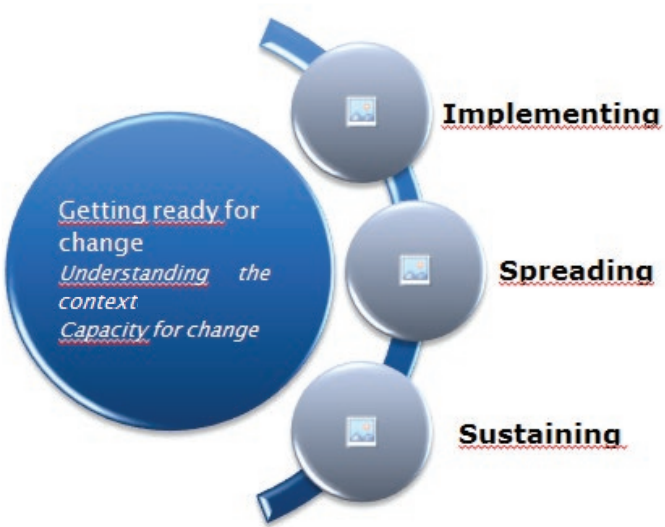 Getting ready for
change
Understanding the
context
Capacity for change
Implementing
Spreading
Sustaining